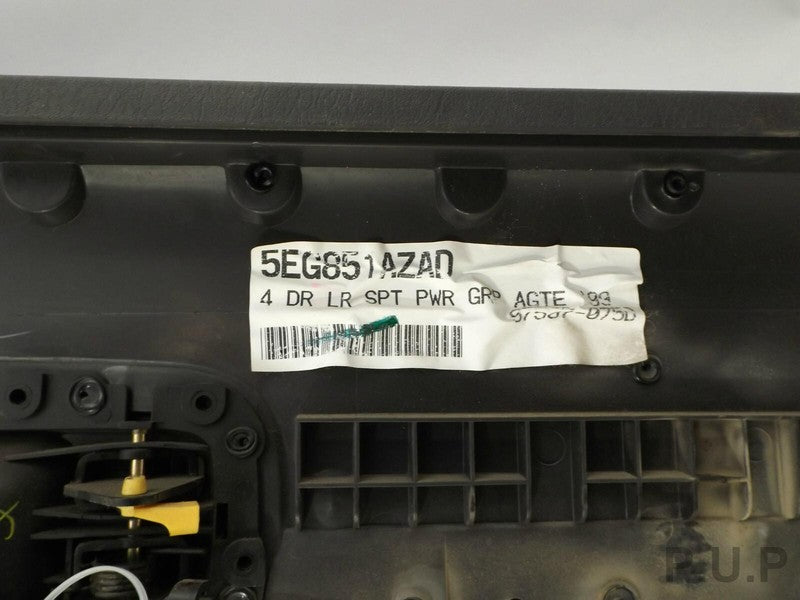 5EG851AZAD
4 DR LR SPT PWR GRP AGTE '99
P.U.P